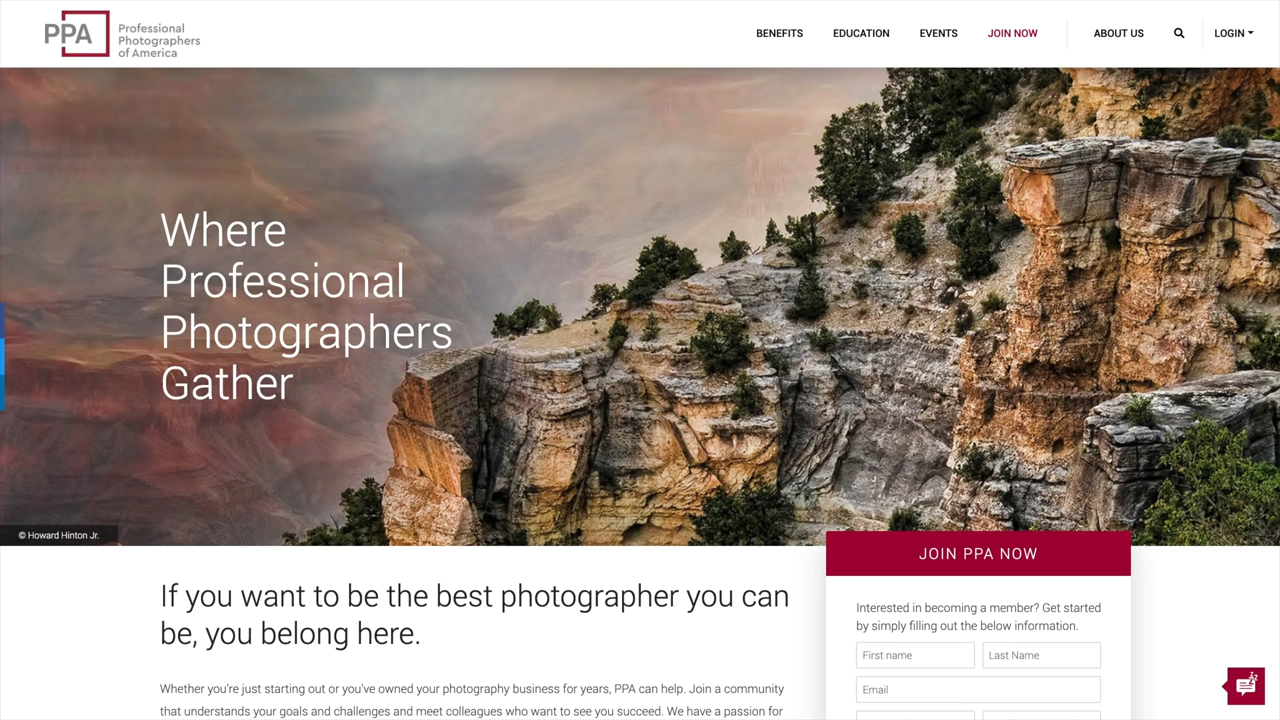 PPA
Professional
Photographers
of America
BENEFITS EDUCATION EVENTS JOIN NOW ABOUT US LOGIN
Where
Professional
Photographers
Gather
© Howard Hinton Jr.
JOIN PPA NOW
If you want to be the best photographer you can
be, you belong here.
Interested in becoming a member? Get started
by simply filling out the below information.
First name Last Name
Email
Whether you're just starting out or you've owned your photography business for years, PPA can help. Join a community
that understands your goals and challenges and meet colleagues who want to see you succeed. We have a passion for